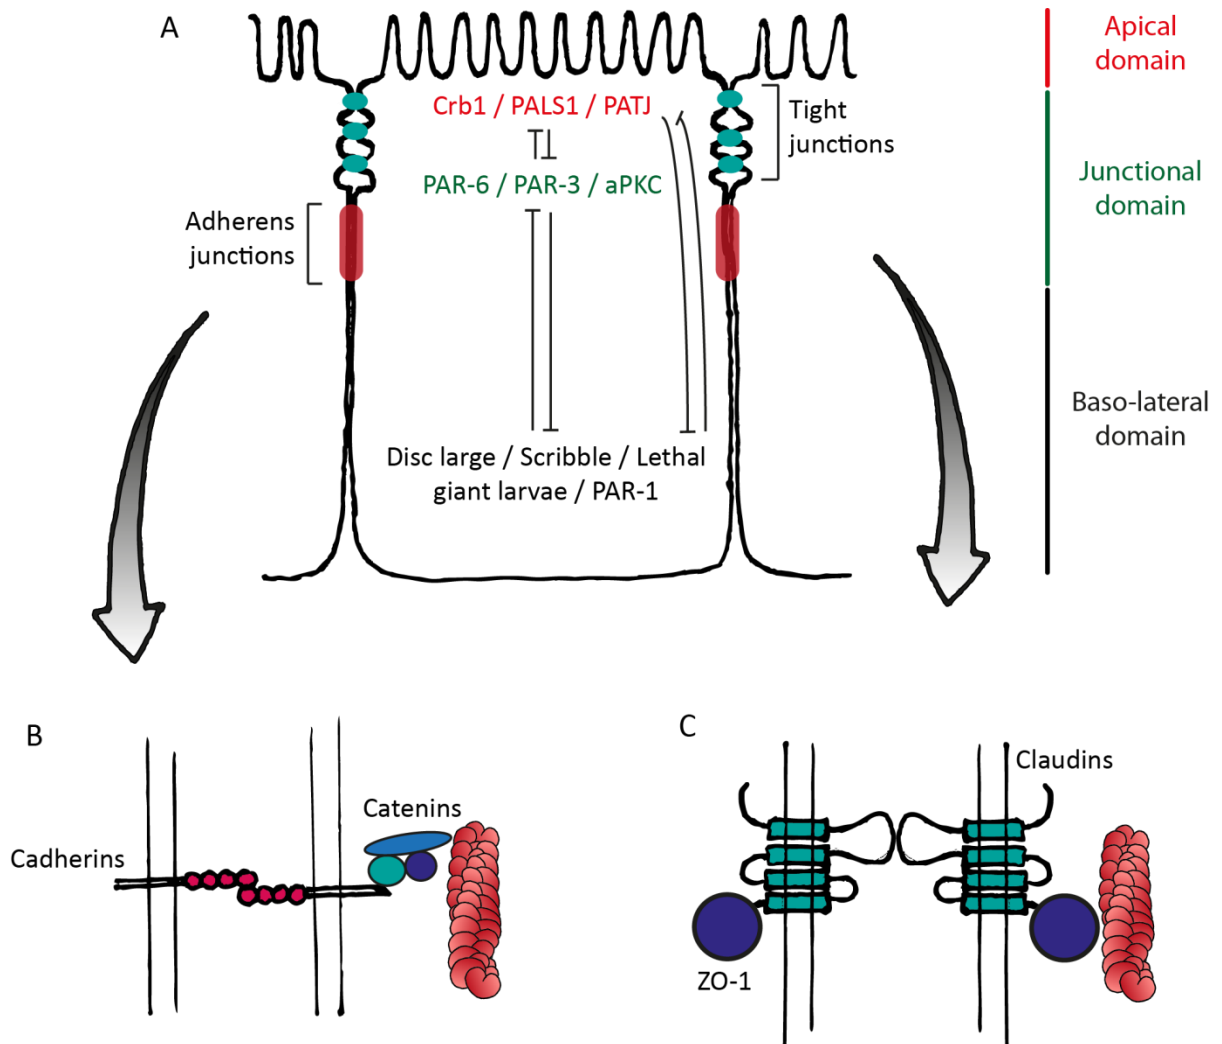 A
Apical
domain
Crb1 / PALS1 / PATJ
Tight
junctions
PAR-6 / PAR-3 / aPKC
Junctional
domain
Adherens
junctions
Baso-lateral
domain
Disc large / Scribble / Lethal
giant larvae / PAR-1
B
Catenins
Cadherins
C
Claudins
ZO-1